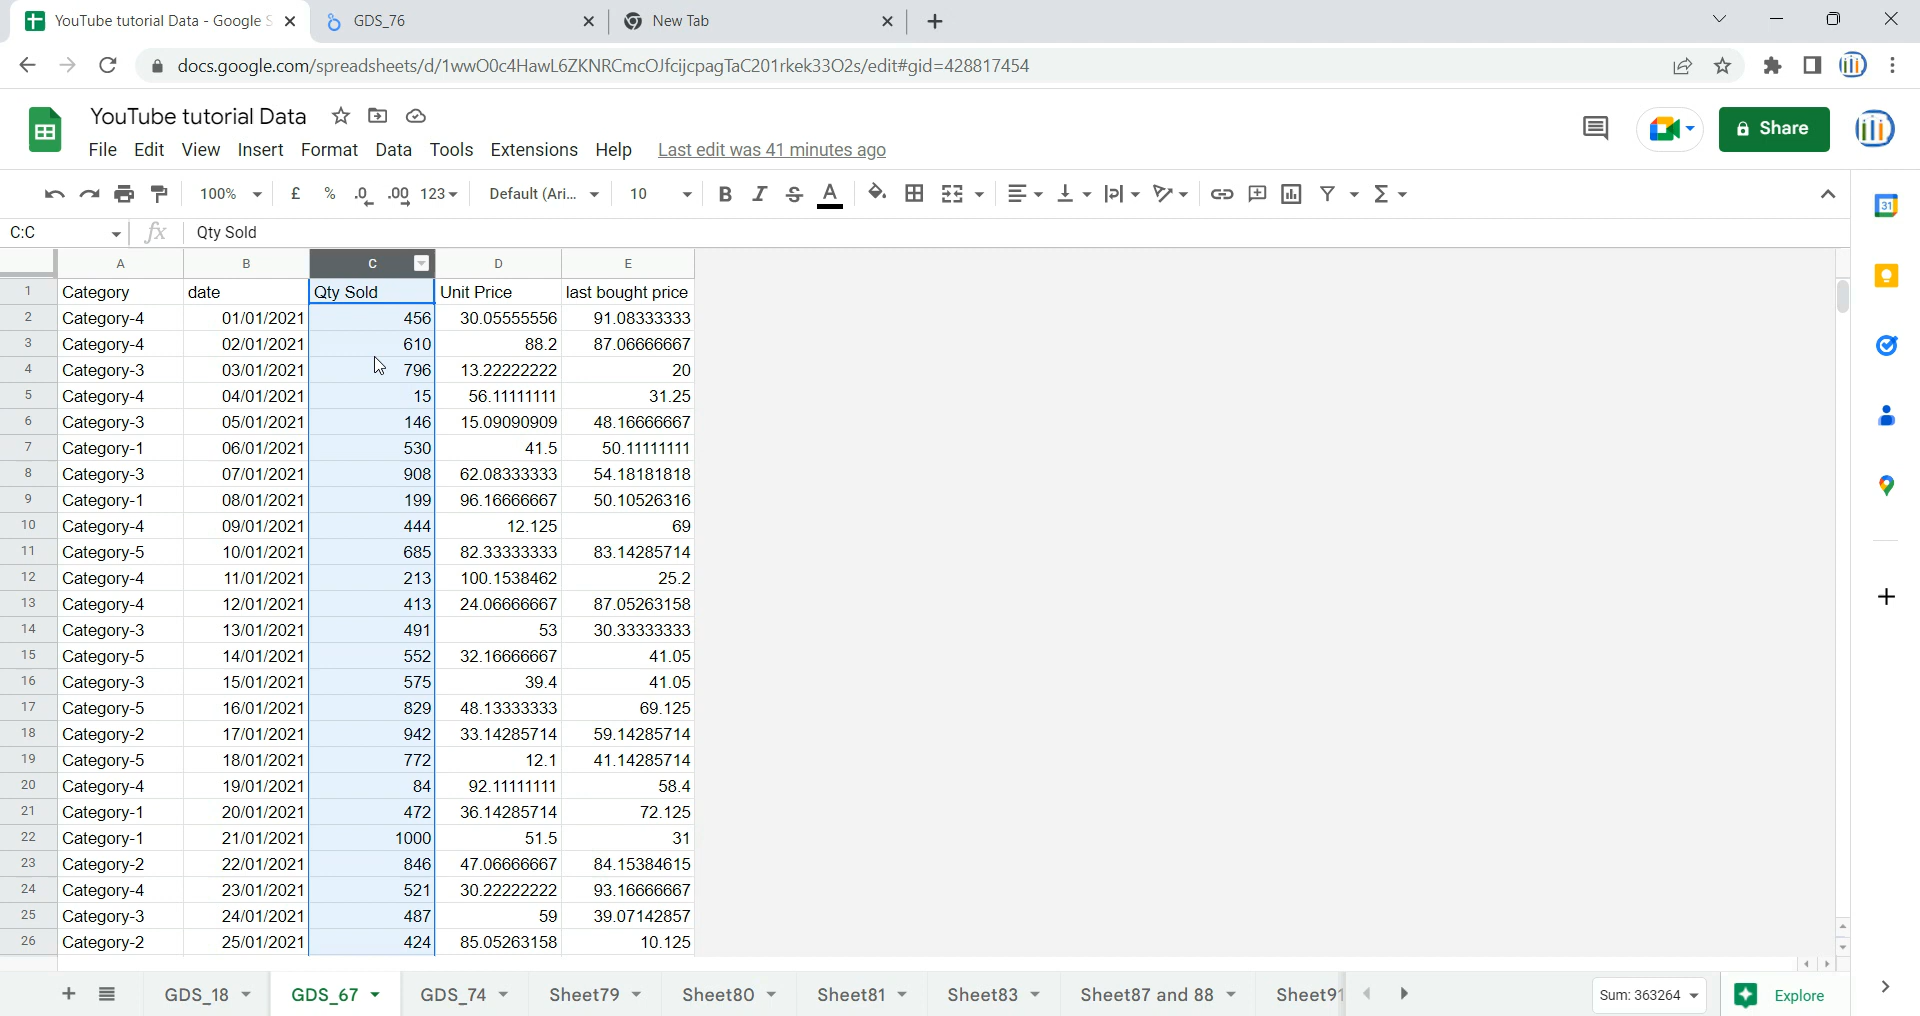 YouTube tutorial Data - Google S GDS_76 New Tab
docs.google.com/spreadsheets/d/1wwO0c4HawL6ZKNRCmcOJfcijcpagTaC201rkek33O2s/edit#gid=428817454
YouTube tutorial Data
Share
File Edit View Insert Format Data Tools Extensions Help Last edit was 41 minutes ago
100% £ % .0 .00 123 Default (Ari... 10 B I S A Σ
31
C:C fx Qty Sold
A B C D E
1 Category date Qty Sold Unit Price last bought price
2 Category-4 01/01/2021 456 30.05555556 91.08333333
3 Category-4 02/01/2021 610 88.2 87.06666667
4 Category-3 03/01/2021 796 13.22222222 20
5 Category-4 04/01/2021 15 56.11111111 31.25
6 Category-3 05/01/2021 146 15.09090909 48.16666667
7 Category-1 06/01/2021 530 41.5 50.11111111
8 Category-3 07/01/2021 908 62.08333333 54.18181818
9 Category-1 08/01/2021 199 96.16666667 50.10526316
10 Category-4 09/01/2021 444 12.125 69
11 Category-5 10/01/2021 685 82.33333333 83.14285714
12 Category-4 11/01/2021 213 100.1538462 25.2
13 Category-4 12/01/2021 413 24.06666667 87.05263158
14 Category-3 13/01/2021 491 53 30.33333333
15 Category-5 14/01/2021 552 32.16666667 41.05
16 Category-3 15/01/2021 575 39.4 41.05
17 Category-5 16/01/2021 829 48.13333333 69.125
18 Category-2 17/01/2021 942 33.14285714 59.14285714
19 Category-5 18/01/2021 772 12.1 41.14285714
20 Category-4 19/01/2021 84 92.11111111 58.4
21 Category-1 20/01/2021 472 36.14285714 72.125
22 Category-1 21/01/2021 1000 51.5 31
23 Category-2 22/01/2021 846 47.06666667 84.15384615
24 Category-4 23/01/2021 521 30.22222222 93.16666667
25 Category-3 24/01/2021 487 59 39.07142857
26 Category-2 25/01/2021 424 85.05263158 10.125
GDS_18 GDS_67 GDS_74 Sheet79 Sheet80 Sheet81 Sheet83 Sheet87 and 88 Sheet91 Sum: 363264 Explore